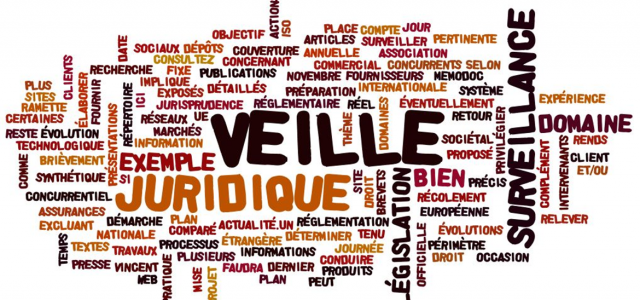 ACTION
ISO
OBJECTIF
PLACE COMPTE JOUR
DATE
SOCIAUX DÉPÔTS COUVERTURE ARTICLES SURVEILLER PERTINENTE
CONSULTEZ CONCERNANT ANNUELLE ASSOCIATION
CLIENTS
RECHERCHE FIXE PUBLICATIONS COMMERCIAL CONCURRENTS SELON
PLUS
ÉLABORER
FOURNIR
IMPLIQUE
NOVEMBRE FOURNISSEURS MEMODOC
SITES
EXPOSÉS DÉTAILLÉS PRÉPARATION INTERNATIONALE SYSTÈME
RAMETTE
ICI
JURISPRUDENCE RÉGLEMENTAIRE RÉEL ÉVENTUELLEMENT EXPÉRIENCE
CERTAINES
RÉPERTOIRE
RÉSEAUX UE
VEILLE
THÈME
DOMAINES
RETOUR
PRIVILÉGIER
SURVEILLANCE
DOMAINE
RESTE ÉVOLUTION
MARCHÉS
SOCIÉTAL
TECHNOLOGIQUE
PRÉSENTATIONS
INFORMATION
PROPOSÉ
COMPLÉMENT
INTERVENANTS
RENDS
COMME
BRIÈVEMENT
EXEMPLE
CLIENT
SYNTHÉTIQUE
SI
JURIDIQUE
SITE
DROIT
BREVETS
BIEN PRÉCIS
ET/OU
CONCURRENTIEL
RÉCOLEMENT
ASSURANCES DÉMARCHE PLAN
RÉGLEMENTATION
EUROPÉENNE
RELEVER
EXCLUANT
COMPARÉ ACTUALITÉ.UN
NATIONALE
ÉTRANGÈRE DÉTERMINER TENU
OFFICIELLE
ÉVOLUTIONS
TEMPS
TEXTES TRAVAUX PROCESSUS INFORMATIONS JOURNÉE
PÉRIMÈTRE
PRESSE VINCENT
PLUSIEURS
CONDUIRE
DROIT OCCASION
WEB
MISE
FAUDRA DERNIER PRODUITS
PLAN PEUT